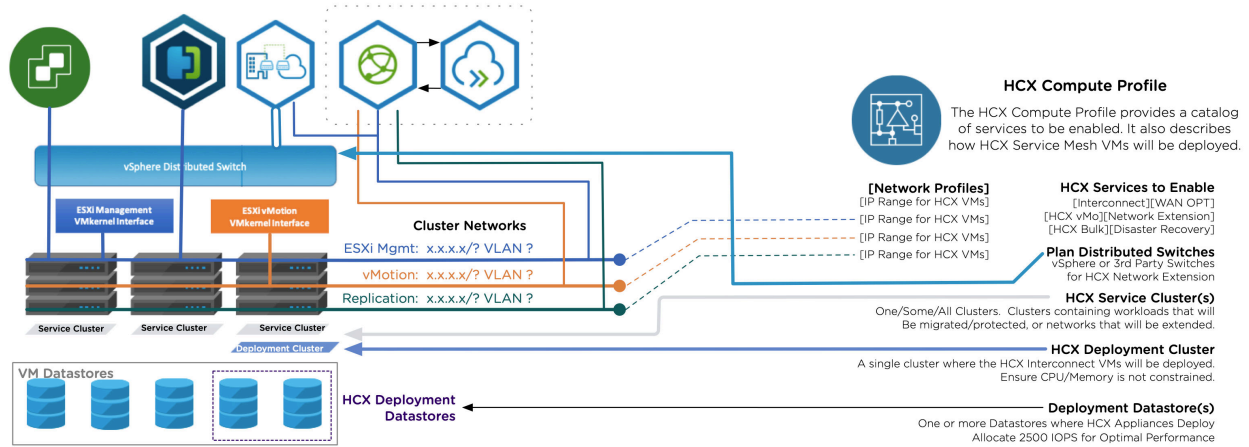 HCX Compute Profile
The HCX Compute Profile provides a catalog
of services to be enabled. It also describes
how HCX Service Mesh VMs will be deployed.
vSphere Distributed Switch
ESXi Management
VMkernel Interface
ESXi vMotion
VMkernel Interface
Cluster Networks
ESXi Mgmt: x.x.x.x/? VLAN ?
vMotion: x.x.x.x/? VLAN ?
Replication: x.x.x.x/? VLAN ?
Service Cluster
Service Cluster
Service Cluster
Deployment Cluster
VM Datastores
HCX Deployment
Datastores
[Network Profiles]
[IP Range for HCX VMs]
[IP Range for HCX VMs]
[IP Range for HCX VMs]
[IP Range for HCX VMs]
HCX Services to Enable
[Interconnect][WAN OPT]
[HCX vMo][Network Extension]
[HCX Bulk][Disaster Recovery]
Plan Distributed Switches
vSphere or 3rd Party Switches
for HCX Network Extension
HCX Service Cluster(s)
One/Some/All Clusters. Clusters containing workloads that will
Be migrated/protected, or networks that will be extended.
HCX Deployment Cluster
A single cluster where the HCX Interconnect VMs will be deployed.
Ensure CPU/Memory is not constrained.
Deployment Datastore(s)
One or more Datastores where HCX Appliances Deploy
Allocate 2500 IOPS for Optimal Performance